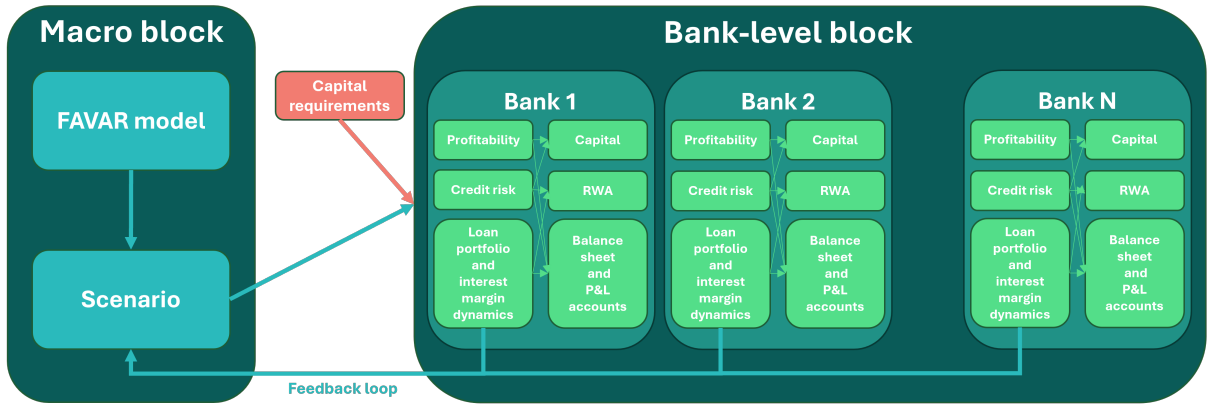 Macro block
FAVAR model
Scenario
Capital
requirements
Feedback loop
Bank-level block
Bank 1
Profitability
Capital
Credit risk
RWA
Loan
portfolio
and
interest
margin
dynamics
Balance
sheet
and
P&L
accounts
Bank 2
Profitability
Capital
Credit risk
RWA
Loan
portfolio
and
interest
margin
dynamics
Balance
sheet
and
P&L
accounts
Bank N
Profitability
Capital
Credit risk
RWA
Loan
portfolio
and
interest
margin
dynamics
Balance
sheet
and
P&L
accounts